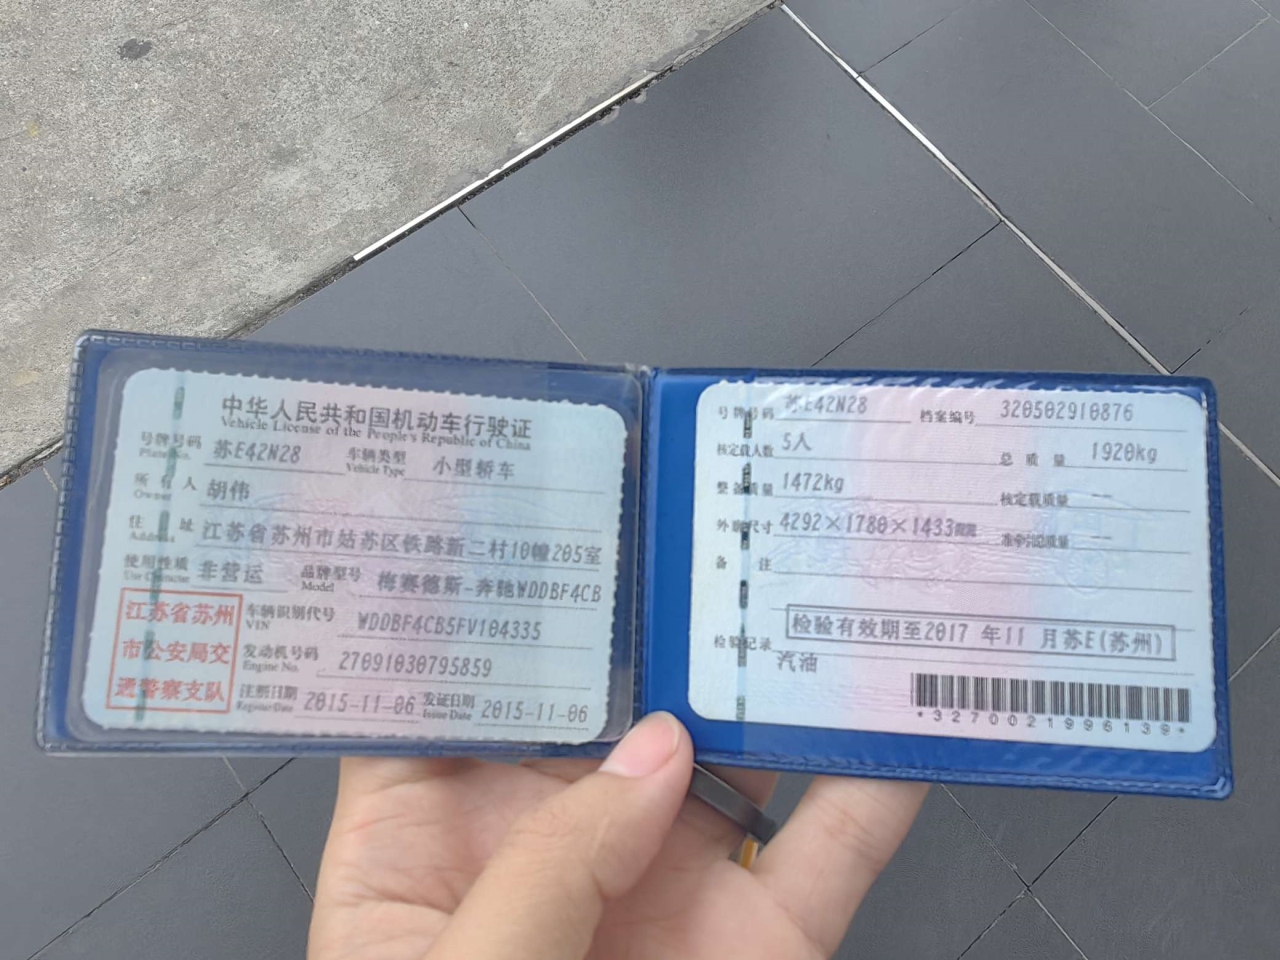 中华人民共和国机动车行驶证
Vehicle License of the People's Republic of China
号牌号码 苏E42N28 车辆类型 小型轿车
Plate No. Vehicle Type
所有人 胡伟
Owner
住址 江苏省苏州市姑苏区铁路新二村10幢205室
Address
使用性质 非营运 品牌型号 梅赛德斯-奔驰WDDBF4CB
Use Character Model
江苏省苏州
市公安局交
通警察支队
车辆识别代号 WDDBF4CB5FV104335
VIN
发动机号码 27091030795859
Engine No.
注册日期 2015-11-06 发证日期 2015-11-06
Register Date Issue Date
号牌号码 苏E42N28 档案编号 320502910876
核定载人数 5人 总质量 1920kg
整备质量 1472kg 核定载质量 --
外廓尺寸 4292×1780×1433 准牵引总质量 --
备注
检验有效期至2017 年11 月苏E(苏州)
检验记录
汽油
*3270021996139*